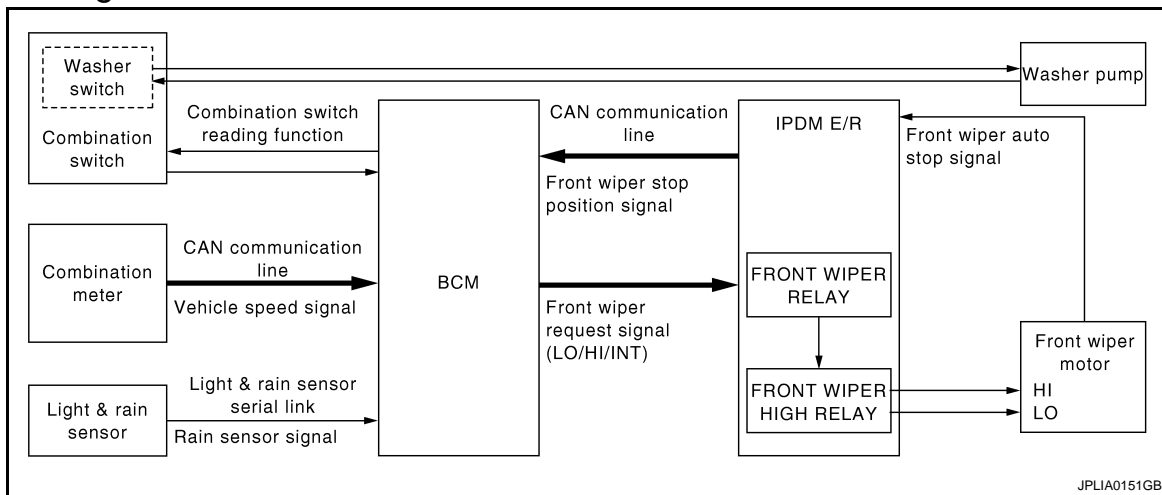 Washer
switch
Combination
switch
Combination switch
reading function
CAN communication
line
Front wiper stop
position signal
IPDM E/R
Front wiper auto
stop signal
Washer pump
Combination
meter
CAN communication
line
Vehicle speed signal
BCM
Front wiper
request signal
(LO/HI/INT)
FRONT WIPER
RELAY
FRONT WIPER
HIGH RELAY
Front wiper
motor
HI
LO
Light & rain
sensor
Light & rain sensor
serial link
Rain sensor signal
JPLIA0151GB